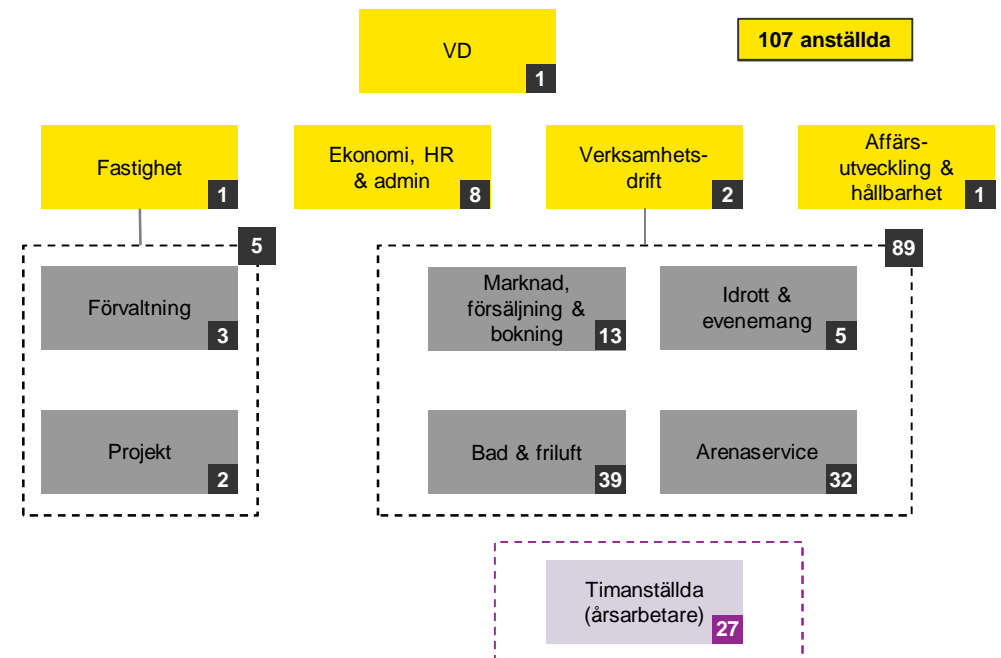 VD
1
107 anställda
Fastighet
1
Ekonomi, HR
& admin
8
Verksamhets-
drift
2
Affärs-
utveckling &
hållbarhet
1
5
Förvaltning
3
Projekt
2
89
Marknad,
försäljning &
bokning
13
Idrott &
evenemang
5
Bad & friluft
39
Arenaservice
32
Timanställda
(årsarbetare)
27